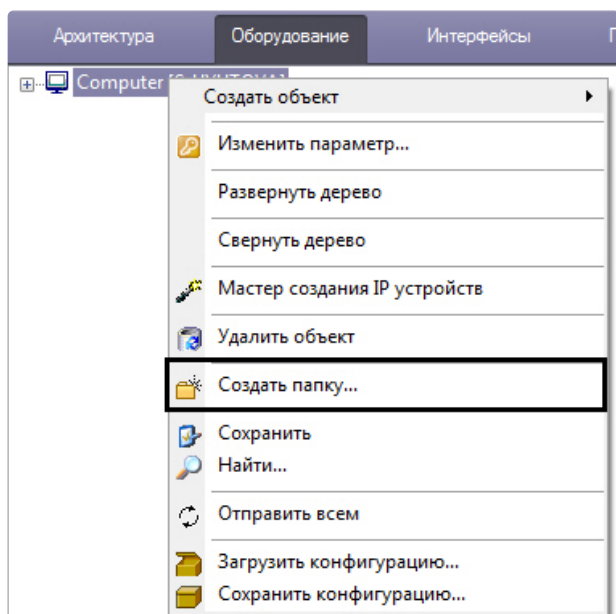 Архитектура Оборудование Интерфейсы
Computer
Создать объект
Изменить параметр...
Развернуть дерево
Свернуть дерево
Мастер создания IP устройств
Удалить объект
Создать папку...
Сохранить
Найти...
Отправить всем
Загрузить конфигурацию...
Сохранить конфигурацию...